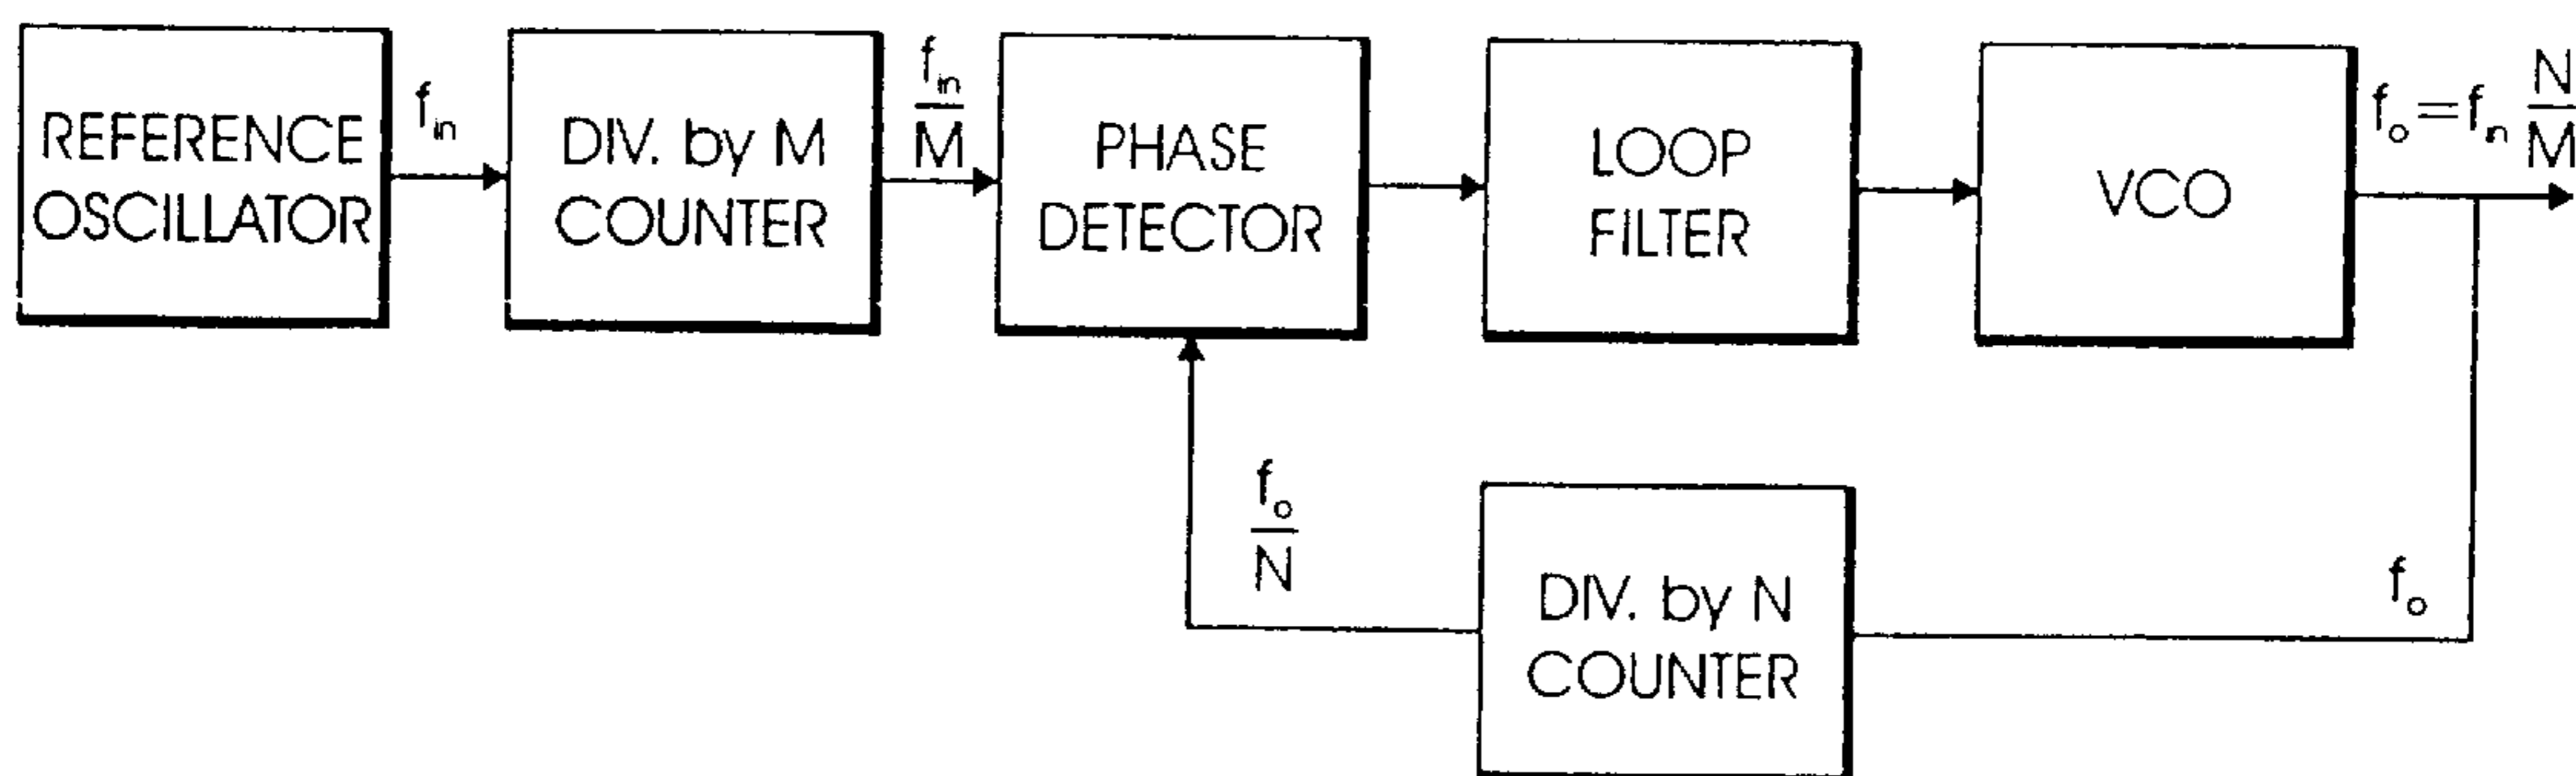 REFERENCE
OSCILLATOR
f_in
DIV. by M
COUNTER
f_in
M
PHASE
DETECTOR
LOOP
FILTER
VCO
f_o=f_in N/M
f_o
N
DIV. by N
COUNTER
f_o